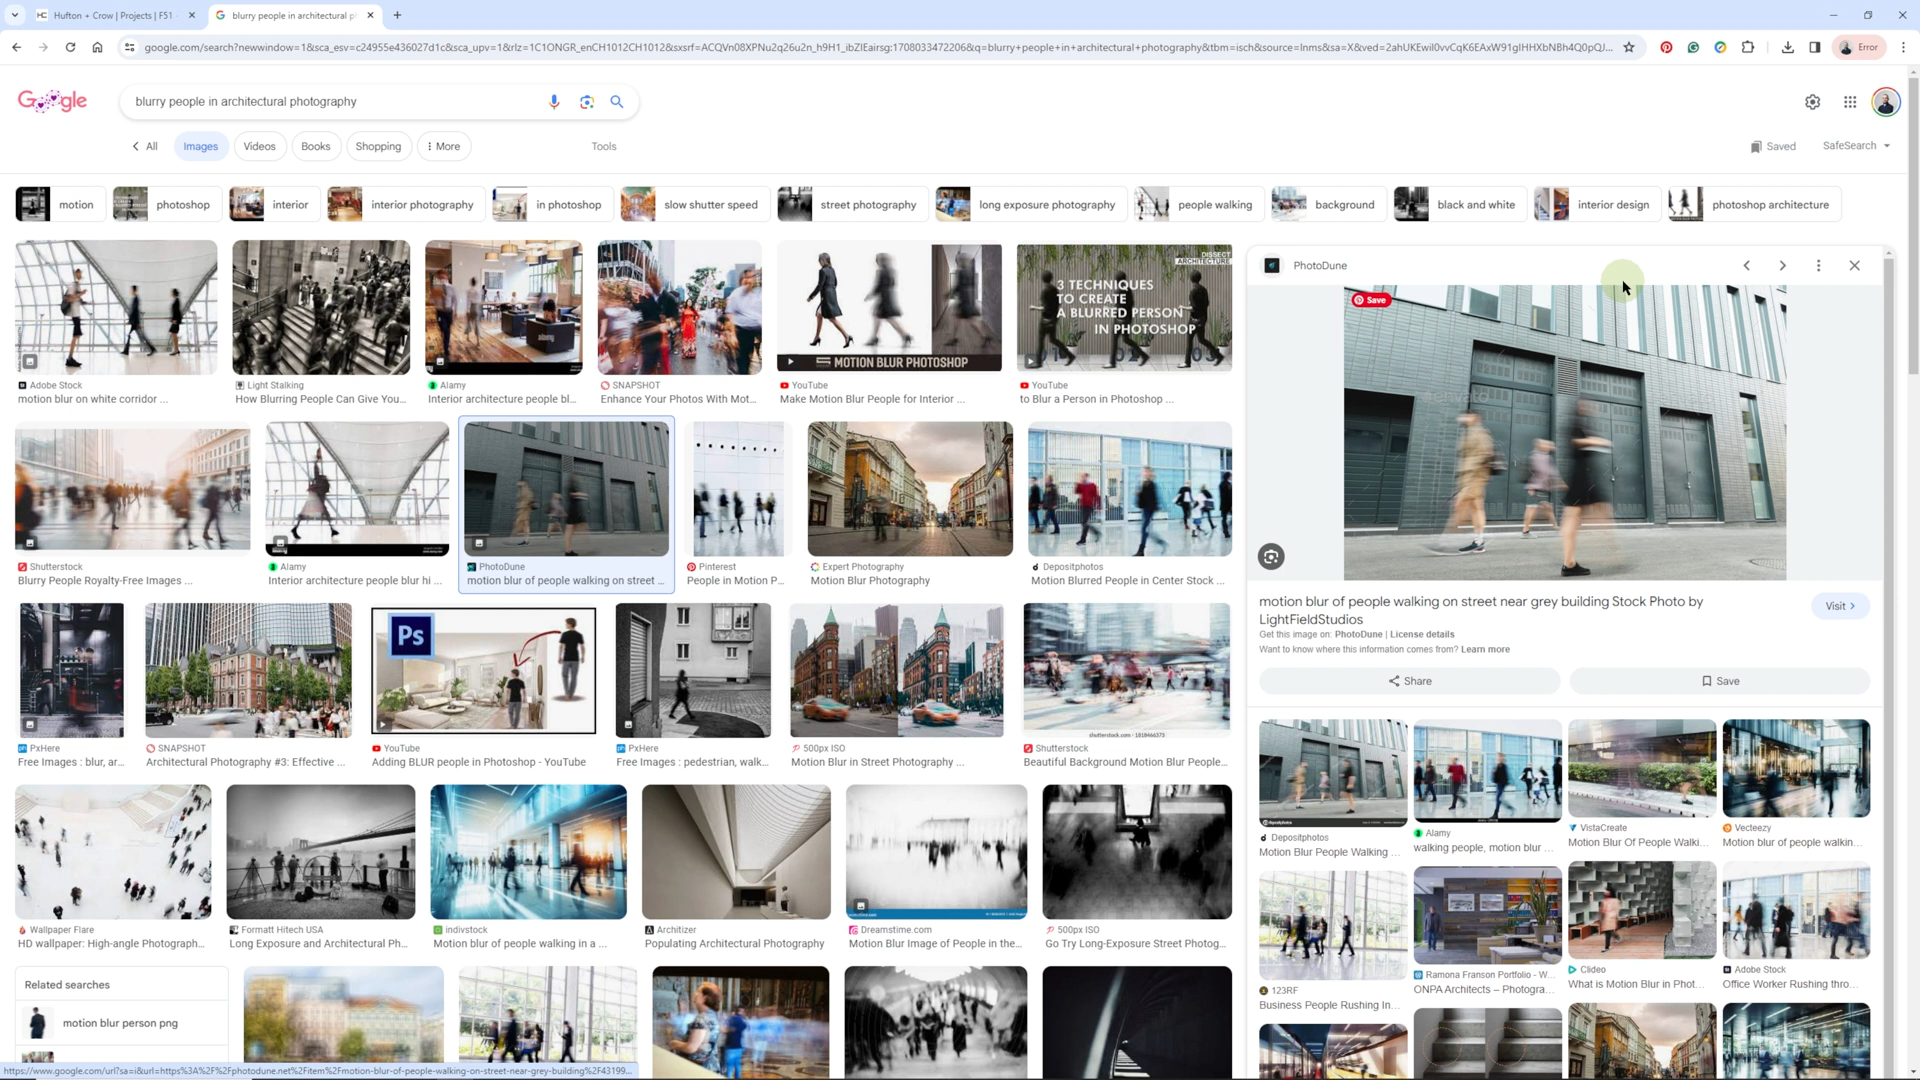 Hufton + Crow | Projects | F51
blurry people in architectural p
google.com/search?newwindow=1&sca_esv=c24955e436027d1c&sca_upv=1&rlz=1C1ONGR_enCH1012CH1012&sxsrf=ACQVn08XPNu2q26u2n_h9H1_ibZlEairsg:1708033472206&q=blurry+people+in+architectural+photography&tbm=isch&source=lnms&sa=X&ved=2ahUKEwil0vvCqK6EAxW91gIHHXbNBh4Q0pQJ...
Error
Google
blurry people in architectural photography
All
Images
Videos
Books
Shopping
More
Tools
Saved
SafeSearch
motion
photoshop
interior
interior photography
in photoshop
slow shutter speed
street photography
long exposure photography
people walking
background
black and white
interior design
photoshop architecture
MOTION BLUR PHOTOSHOP
DISSECT
ARCHITECTURE
3 TECHNIQUES
TO CREATE
A BLURRED PERSON
IN PHOTOSHOP
Adobe Stock
motion blur on white corridor ...
Light Stalking
How Blurring People Can Give You...
Alamy
Interior architecture people bl...
SNAPSHOT
Enhance Your Photos With Mot...
YouTube
Make Motion Blur People for Interior ...
YouTube
to Blur a Person in Photoshop ...
Shutterstock
Blurry People Royalty-Free Images ...
Alamy
Interior architecture people blur hi ...
PhotoDune
motion blur of people walking on street ...
Pinterest
People in Motion P...
Expert Photography
Motion Blur Photography
Depositphotos
Motion Blurred People in Center Stock ...
Ps
shutterstock.com · 1018466373
PxHere
Free Images : blur, ar...
SNAPSHOT
Architectural Photography #3: Effective ...
YouTube
Adding BLUR people in Photoshop - YouTube
PxHere
Free Images : pedestrian, walk...
500px ISO
Motion Blur in Street Photography ...
Shutterstock
Beautiful Background Motion Blur People...
Wallpaper Flare
HD wallpaper: High-angle Photograph...
Formatt Hitech USA
Long Exposure and Architectural Ph...
indivstock
Motion blur of people walking in a ...
Architizer
Populating Architectural Photography
Dreamstime.com
Motion Blur Image of People in the...
500px ISO
Go Try Long-Exposure Street Photog...
Related searches
motion blur person png
https://www.google.com/url?sa=i&url=https%3A%2F%2Fphotodune.net%2Fitem%2Fmotion-blur-of-people-walking-on-street-near-grey-building%2F43199...
PhotoDune
Save
envato
motion blur of people walking on street near grey building Stock Photo by
LightFieldStudios
Visit
Get this image on: PhotoDune | License details
Want to know where this information comes from? Learn more
Share
Save
Depositphotos
Motion Blur People Walking ...
Alamy
walking people, motion blur ...
VistaCreate
Motion Blur Of People Walki...
Vecteezy
Motion blur of people walkin...
123RF
Business People Rushing In...
Ramona Franson Portfolio - W...
ONPA Architects – Photogra...
Clideo
What is Motion Blur in Phot...
Adobe Stock
Office Worker Rushing thro...